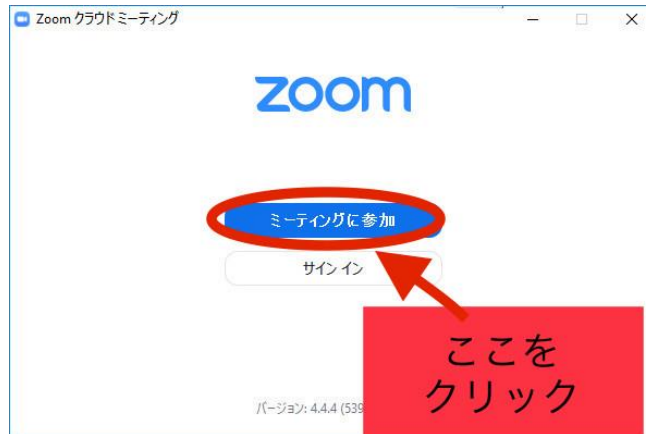 Zoom クラウドミーティング
zoom
ミーティングに参加
サインイン
ここを
クリック
バージョン: 4.4.4 (539